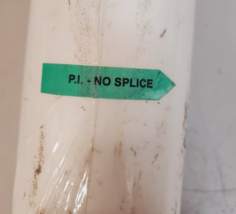 P.I. - NO SPLICE